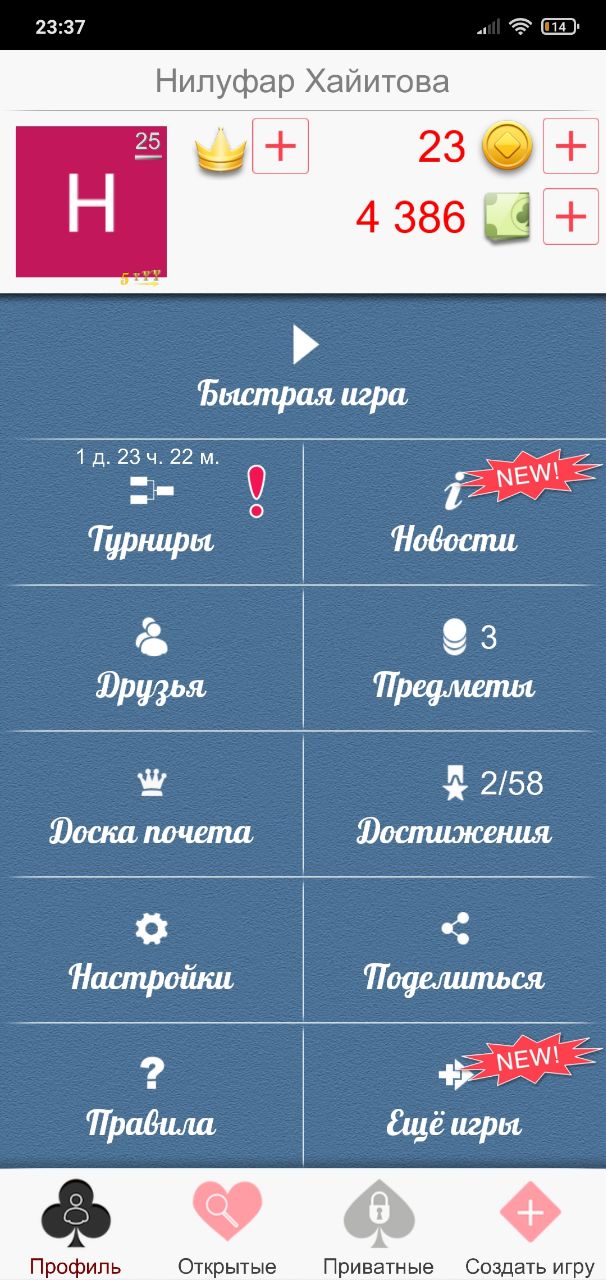 23:37
14
Нилуфар Хайитова
25
H
23
4 386
Быстрая игра
1 д. 23 ч. 22 м.
Турниры
NEW!
Новости
Друзья
3
Предметы
Доска почета
2/58
Достижения
Настройки
Поделиться
Правила
NEW!
Ещё игры
Профиль
Открытые
Приватные
Создать игру